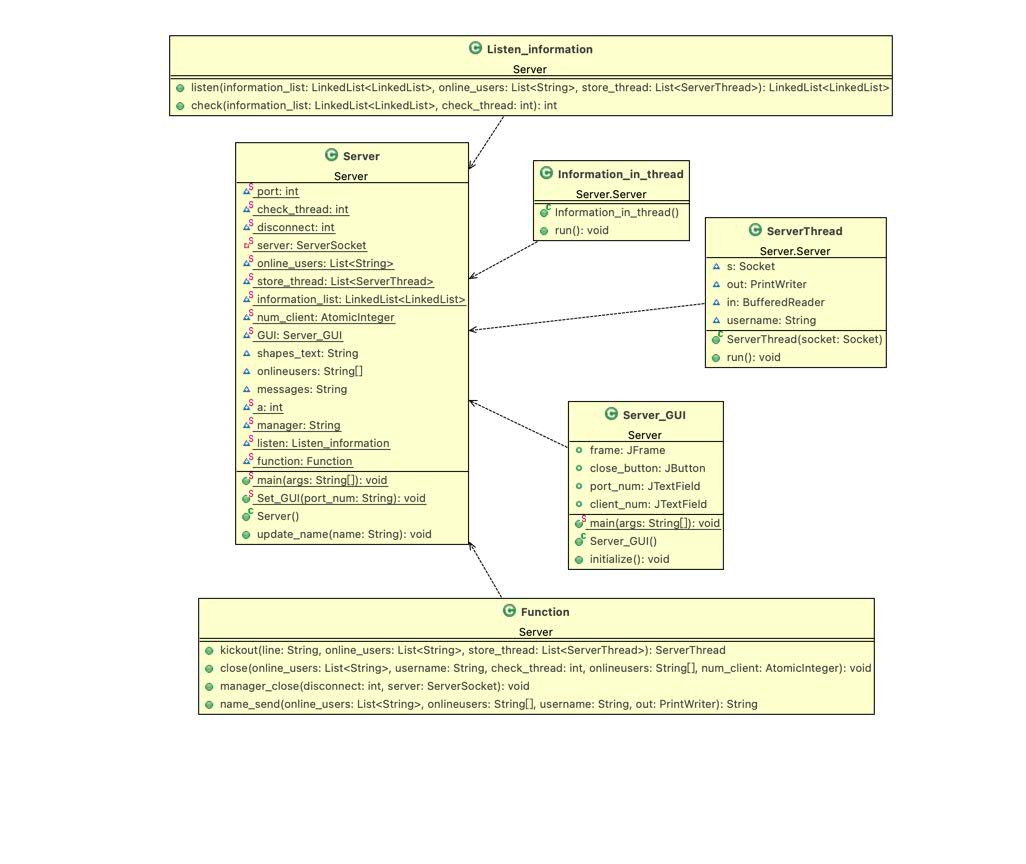 Listen_information
Server
listen(information_list: LinkedList<LinkedList>, online_users: List<String>, store_thread: List<ServerThread>): LinkedList<LinkedList>
check(information_list: LinkedList<LinkedList>, check_thread: int): int
Server
Server
port: int
check_thread: int
disconnect: int
server: ServerSocket
online_users: List<String>
store_thread: List<ServerThread>
information_list: LinkedList<LinkedList>
num_client: AtomicInteger
GUI: Server_GUI
shapes_text: String
onlineusers: String[]
messages: String
a: int
manager: String
listen: Listen_information
function: Function
main(args: String[]): void
Set_GUI(port_num: String): void
Server()
update_name(name: String): void
Information_in_thread
Server.Server
Information_in_thread()
run(): void
ServerThread
Server.Server
s: Socket
out: PrintWriter
in: BufferedReader
username: String
ServerThread(socket: Socket)
run(): void
Server_GUI
Server
frame: JFrame
close_button: JButton
port_num: JTextField
client_num: JTextField
main(args: String[]): void
Server_GUI()
initialize(): void
Function
Server
kickout(line: String, online_users: List<String>, store_thread: List<ServerThread>): ServerThread
close(online_users: List<String>, username: String, check_thread: int, onlineusers: String[], num_client: AtomicInteger): void
manager_close(disconnect: int, server: ServerSocket): void
name_send(online_users: List<String>, onlineusers: String[], username: String, out: PrintWriter): String